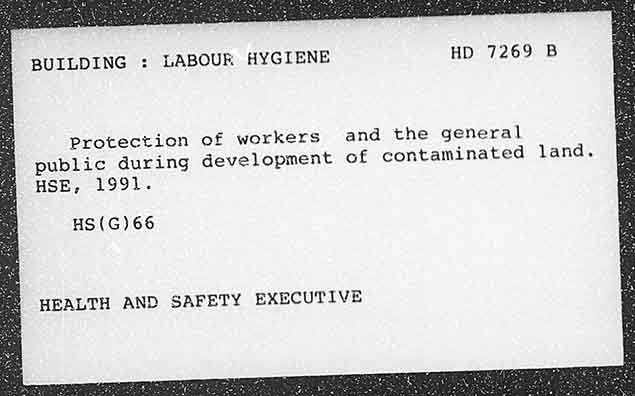 BUILDING : LABOUR HYGIENE HD 7269 B
Protection of workers and the general
public during development of contaminated land.
HSE, 1991.
HS(G)66
HEALTH AND SAFETY EXECUTIVE